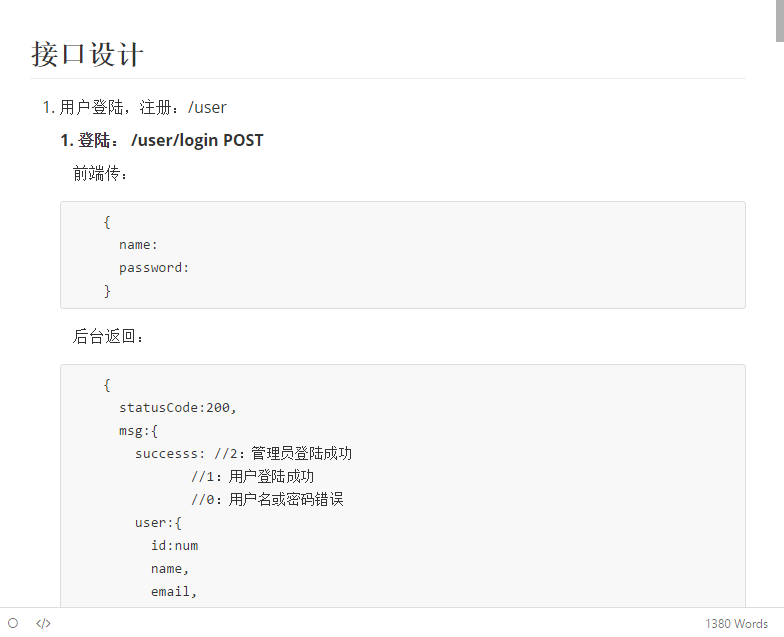 接口设计
1. 用户登陆，注册：/user
1. 登陆： /user/login POST
前端传：
{
name:
password:
}
后台返回：
{
statusCode:200,
msg:{
successs: //2：管理员登陆成功
//1：用户登陆成功
//0：用户名或密码错误
user:{
id:num
name,
email,
</>
1380 Words